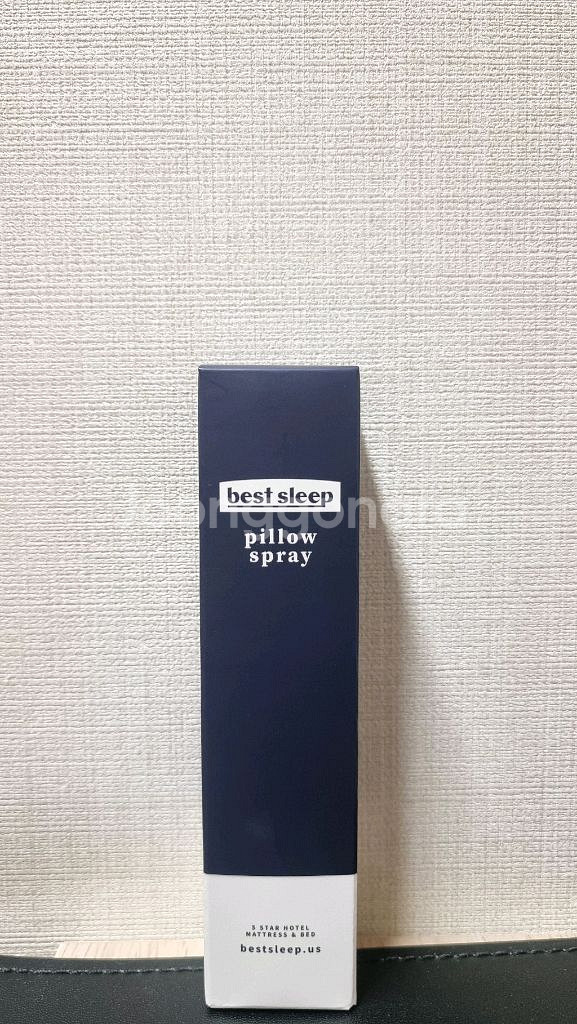 best sleep
pillow
spray
5 STAR HOTEL
MATTRESS & BED
bestsleep.us